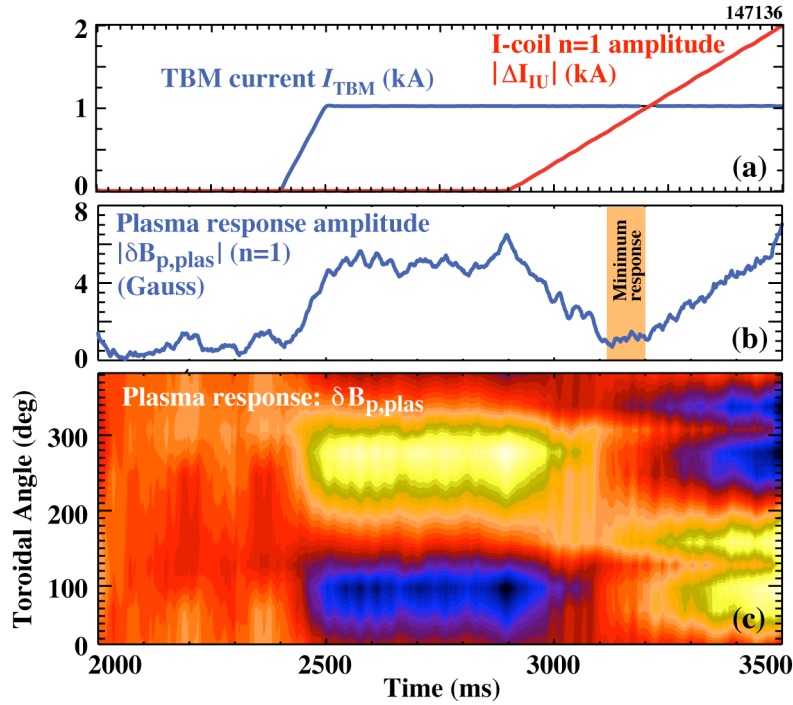 147136
2
I-coil n=1 amplitude
|ΔI_IU| (kA)
TBM current I_TBM (kA)
1
0
(a)
8
Plasma response amplitude
|δB_p,plas| (n=1)
(Gauss)
Minimum
response
4
0
(b)
Plasma response: δB_p,plas
Toroidal Angle (deg)
300
200
100
0
(c)
2000
2500
3000
3500
Time (ms)